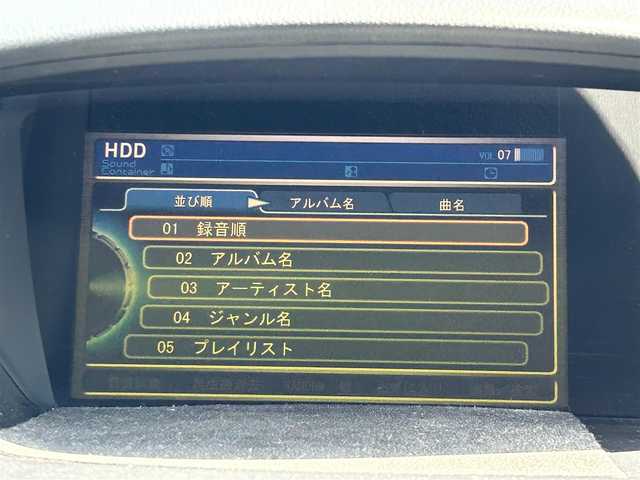 HDD
VOL 07
Sound
Container
並び順
アルバム名
曲名
01 録音順
02 アルバム名
03 アーティスト名
04 ジャンル名
05 プレイリスト